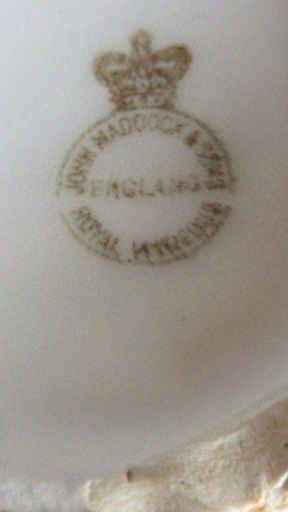 JOHN MADDOCK & SONS
ENGLAND
ROYAL VITREOUS